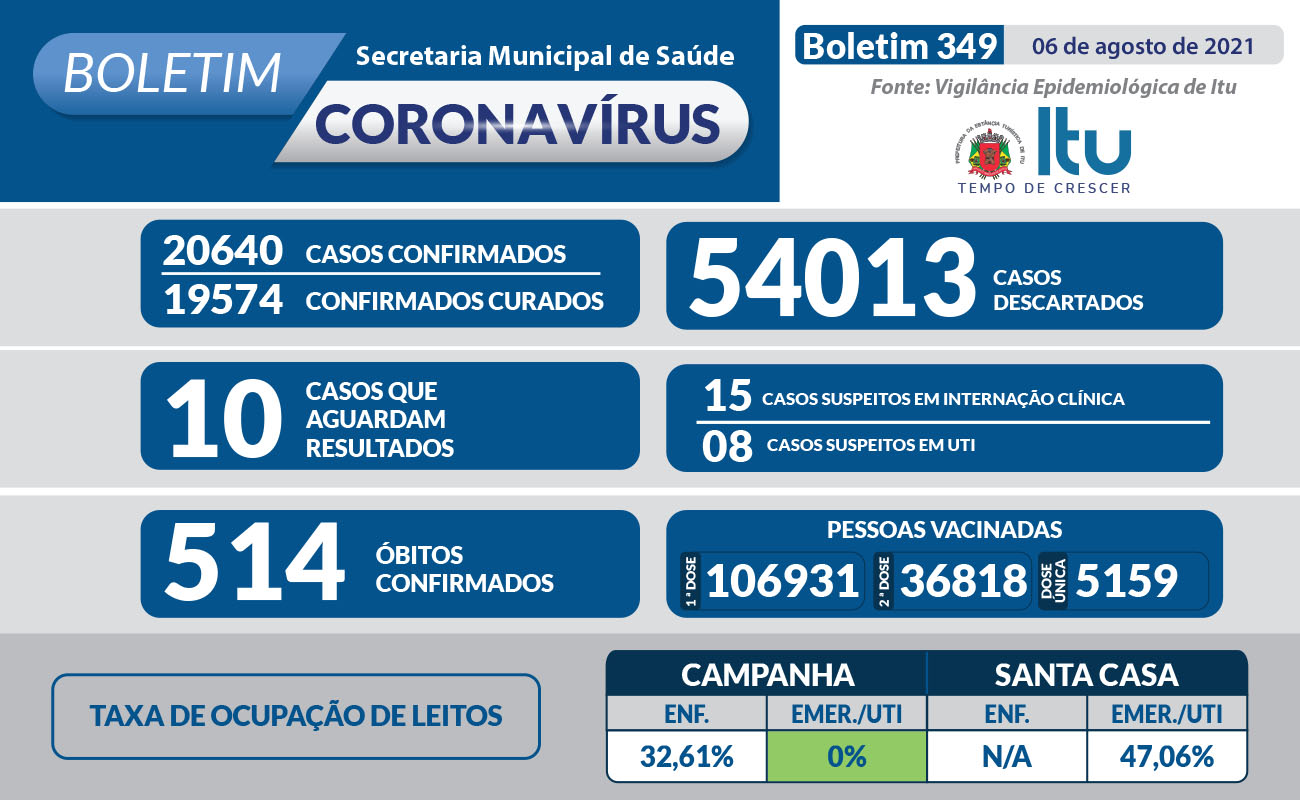 BOLETIM
Secretaria Municipal de Saúde
CORONAVÍRUS
Boletim 349
06 de agosto de 2021
Fonte: Vigilância Epidemiológica de Itu
PREFEITURA DA ESTÂNCIA TURÍSTICA DE ITU
Itu
TEMPO DE CRESCER
20640 CASOS CONFIRMADOS
19574 CONFIRMADOS CURADOS
54013 CASOS
DESCARTADOS
10 CASOS QUE
AGUARDAM
RESULTADOS
15 CASOS SUSPEITOS EM INTERNAÇÃO CLÍNICA
08 CASOS SUSPEITOS EM UTI
514 ÓBITOS
CONFIRMADOS
PESSOAS VACINADAS
1ª DOSE 106931 2ª DOSE 36818 DOSE ÚNICA 5159
TAXA DE OCUPAÇÃO DE LEITOS
CAMPANHA SANTA CASA
ENF. EMER./UTI ENF. EMER./UTI
32,61% 0% N/A 47,06%